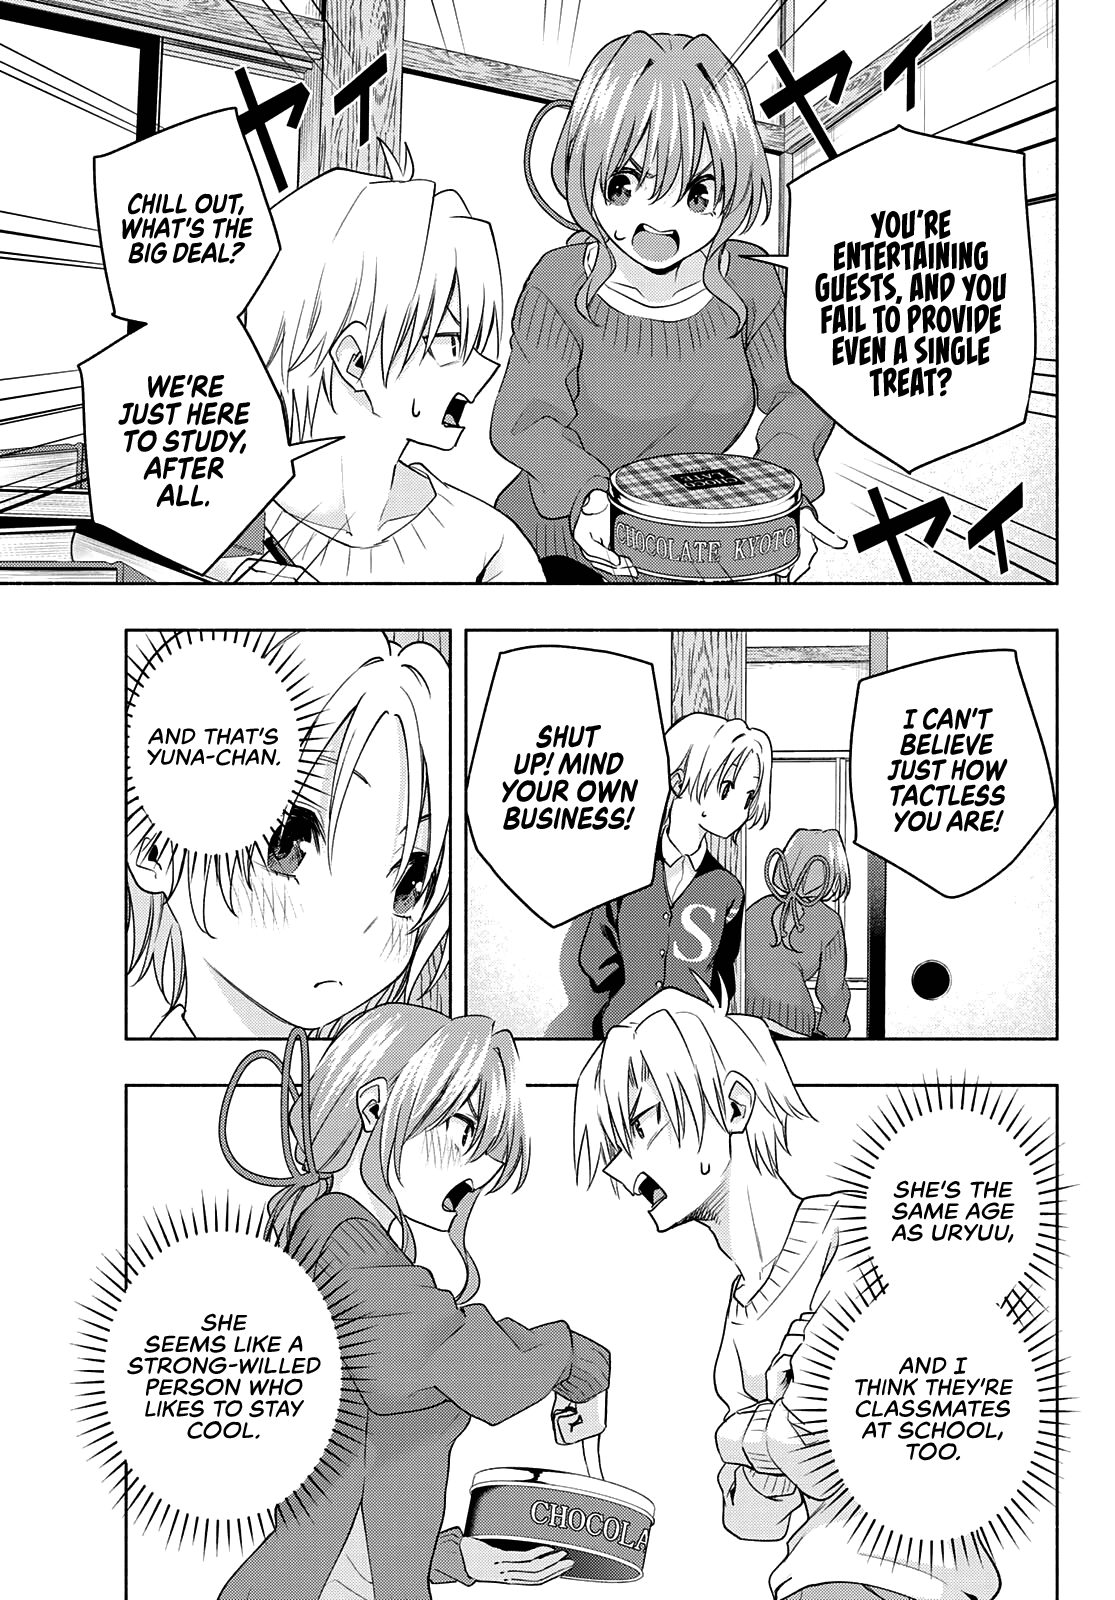 YOU'RE
ENTERTAINING
GUESTS, AND YOU
FAIL TO PROVIDE
EVEN A SINGLE
TREAT?
ヤイ
ヤイ
ヤイ
CHILL OUT,
WHAT'S THE
BIG DEAL?
WE'RE
JUST HERE
TO STUDY,
AFTER
ALL.
CHOCOLATE KYOTO
I CAN'T
BELIEVE
JUST HOW
TACTLESS
YOU ARE!
SHUT
UP! MIND
YOUR OWN
BUSINESS!
S
AND THAT'S
YUNA-CHAN.
SHE'S THE
SAME AGE
AS URYUU,
AND I
THINK THEY'RE
CLASSMATES
AT SCHOOL,
TOO.
SHE
SEEMS LIKE A
STRONG-WILLED
PERSON WHO
LIKES TO STAY
COOL.
CHOCOLA